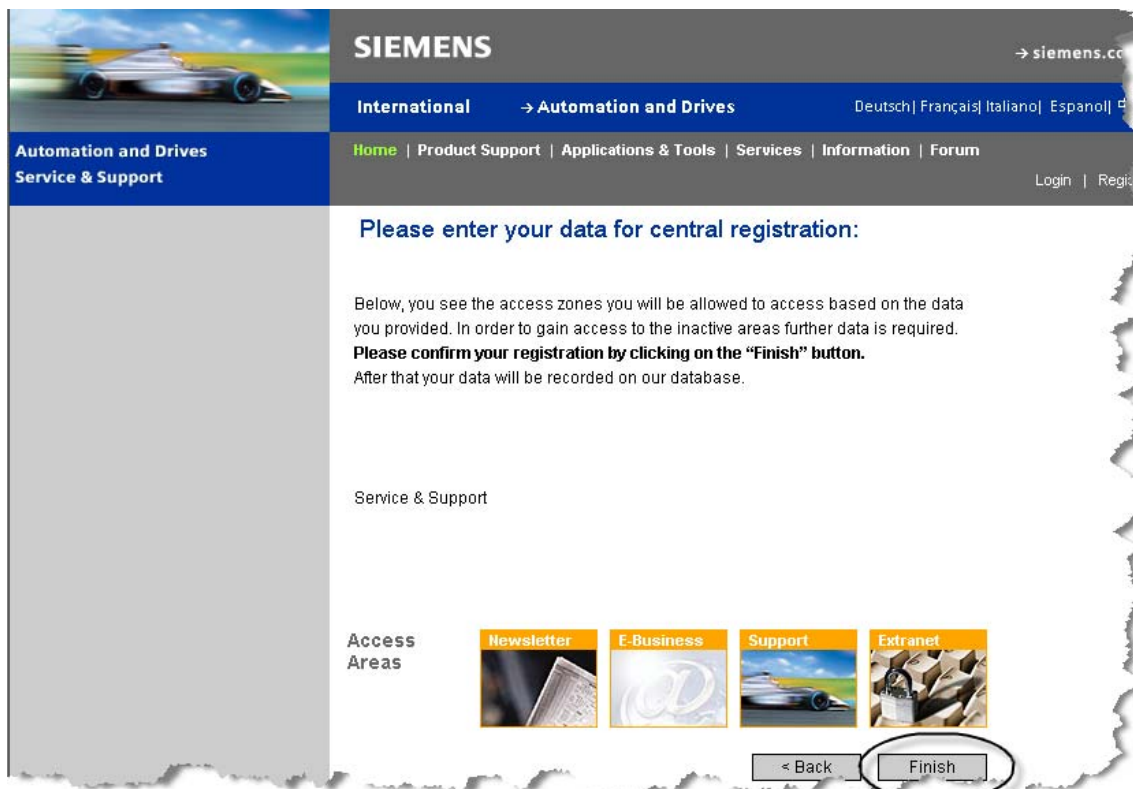 SIEMENS
→ siemens.co
International → Automation and Drives Deutsch| Français| Italiano| Espanol|
Automation and Drives
Service & Support
Home | Product Support | Applications & Tools | Services | Information | Forum
Login | Regis
Please enter your data for central registration:
Below, you see the access zones you will be allowed to access based on the data
you provided. In order to gain access to the inactive areas further data is required.
Please confirm your registration by clicking on the “Finish” button.
After that your data will be recorded on our database.
Service & Support
Access
Areas
Newsletter E-Business Support Extranet
< Back Finish